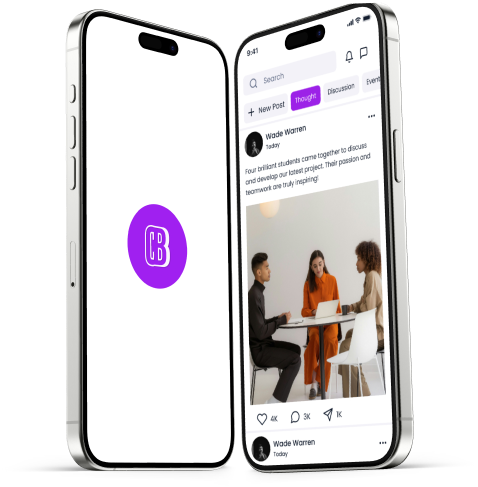 CB
9:41
Search
+ New Post Thought Discussion Event
Wade Warren
Today
Four brilliant students came together to discuss
and develop our latest project. Their passion and
teamwork are truly inspiring!
4K 3K 1K
Wade Warren
Today